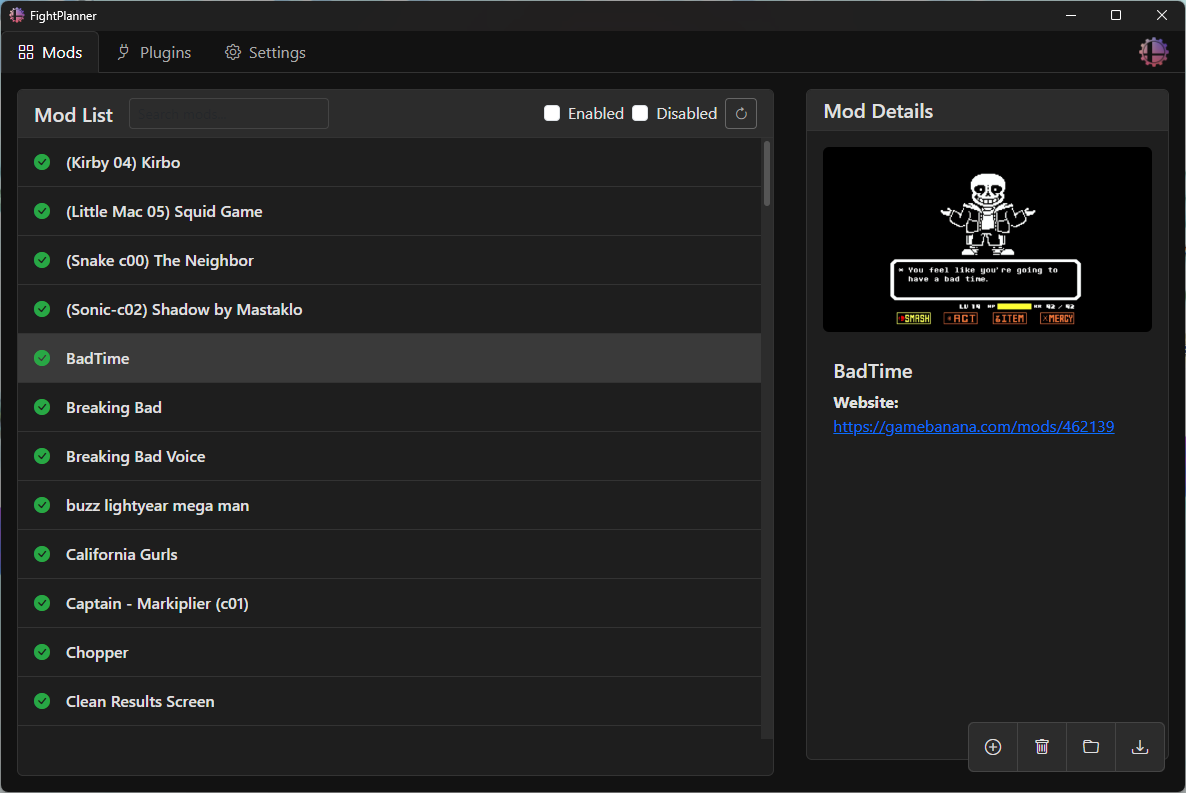 FightPlanner
Mods
Plugins
Settings
Mod List
Search mods...
Enabled
Disabled
(Kirby 04) Kirbo
(Little Mac 05) Squid Game
(Snake c00) The Neighbor
(Sonic-c02) Shadow by Mastaklo
BadTime
Breaking Bad
Breaking Bad Voice
buzz lightyear mega man
California Gurls
Captain - Markiplier (c01)
Chopper
Clean Results Screen
Mod Details
* You feel like you're going to
have a bad time.
LV 19 HP KR 92 / 92
SMASH
ACT
ITEM
MERCY
BadTime
Website:
https://gamebanana.com/mods/462139